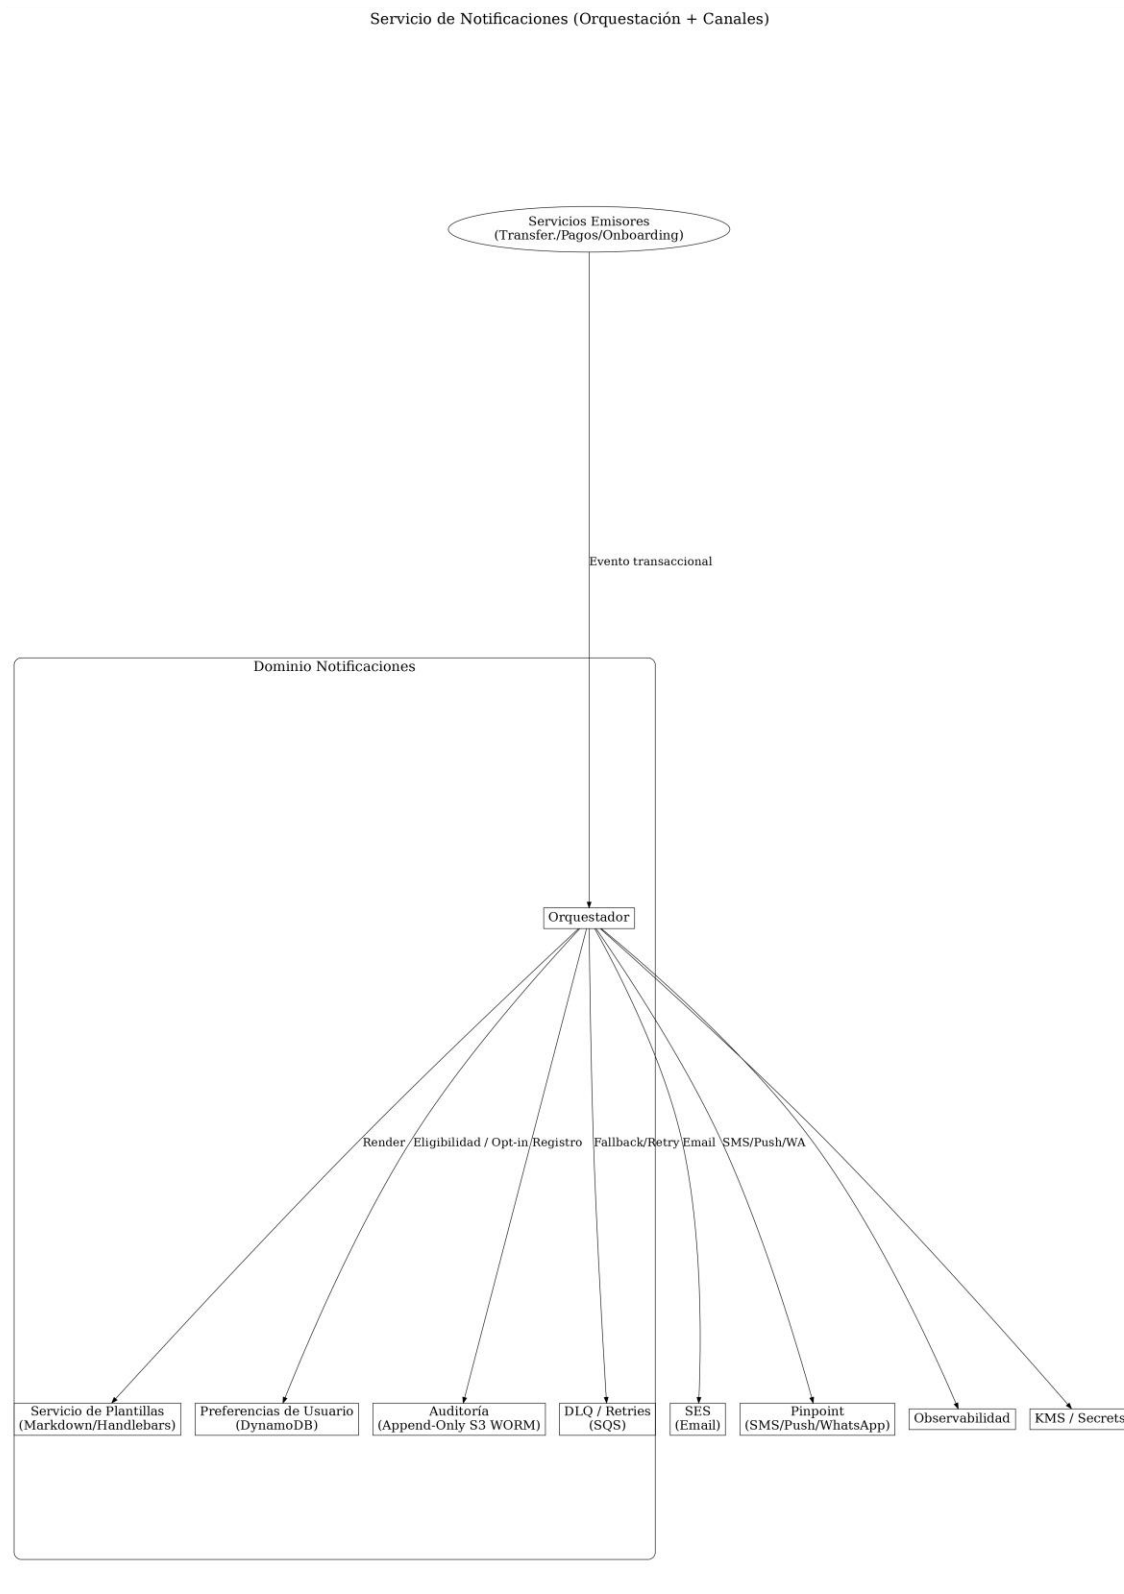 Servicio de Notificaciones (Orquestación + Canales)
Servicios Emisores
(Transfer./Pagos/Onboarding)
Evento transaccional
Dominio Notificaciones
Orquestador
Render
Eligibilidad / Opt-in
Registro
Fallback/Retry
Email
SMS/Push/WA
Servicio de Plantillas
(Markdown/Handlebars)
Preferencias de Usuario
(DynamoDB)
Auditoría
(Append-Only S3 WORM)
DLQ / Retries
(SQS)
SES
(Email)
Pinpoint
(SMS/Push/WhatsApp)
Observabilidad
KMS / Secrets